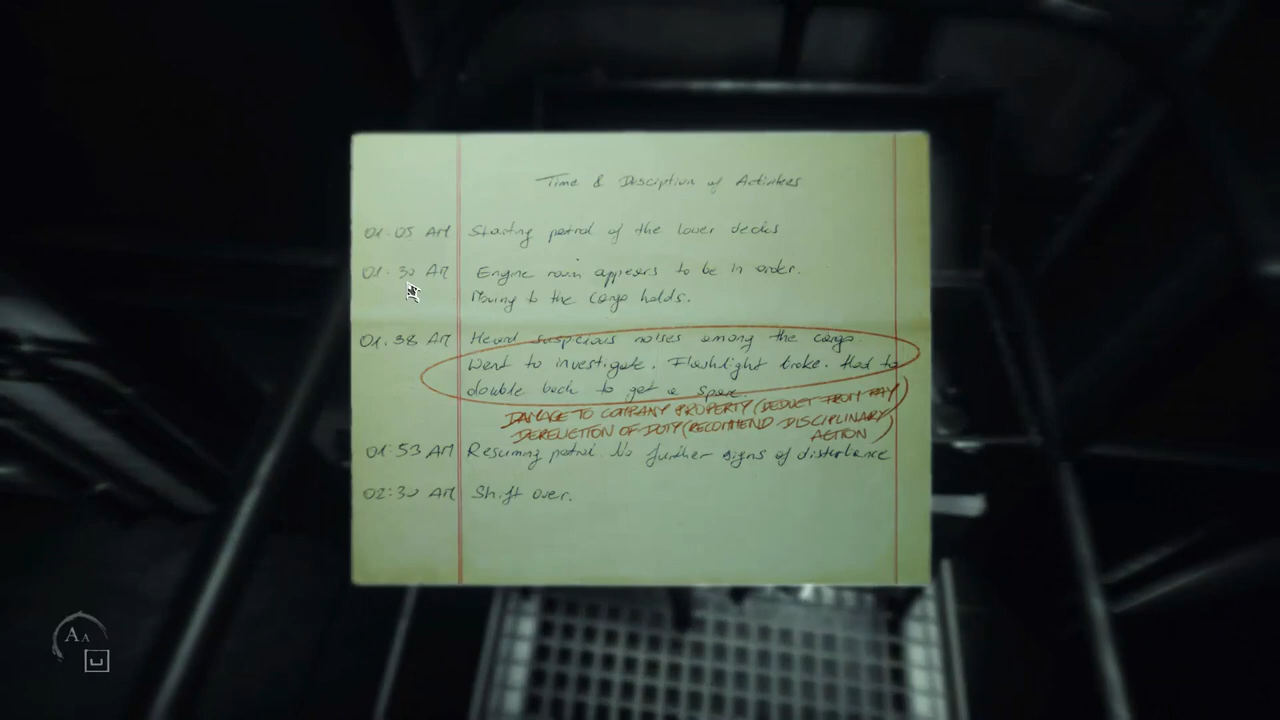 Time & Desciption of Activities
01.05 AM Starting patrol of the lower decks
01.30 AM Engine room appears to be in order.
Moving to the cargo holds.
01.38 AM Heard suspicious noises among the cargo.
Went to investigate. Flashlight broke. Had to
double back to get a spare.
DAMAGE TO COMPANY PROPERTY (DEDUCT FROM PAY)
DERELICTION OF DUTY (RECOMMEND DISCIPLINARY
ACTION)
01:53 AM Resuming patrol. No further signs of disterbance
02:30 AM Shift over.
AA